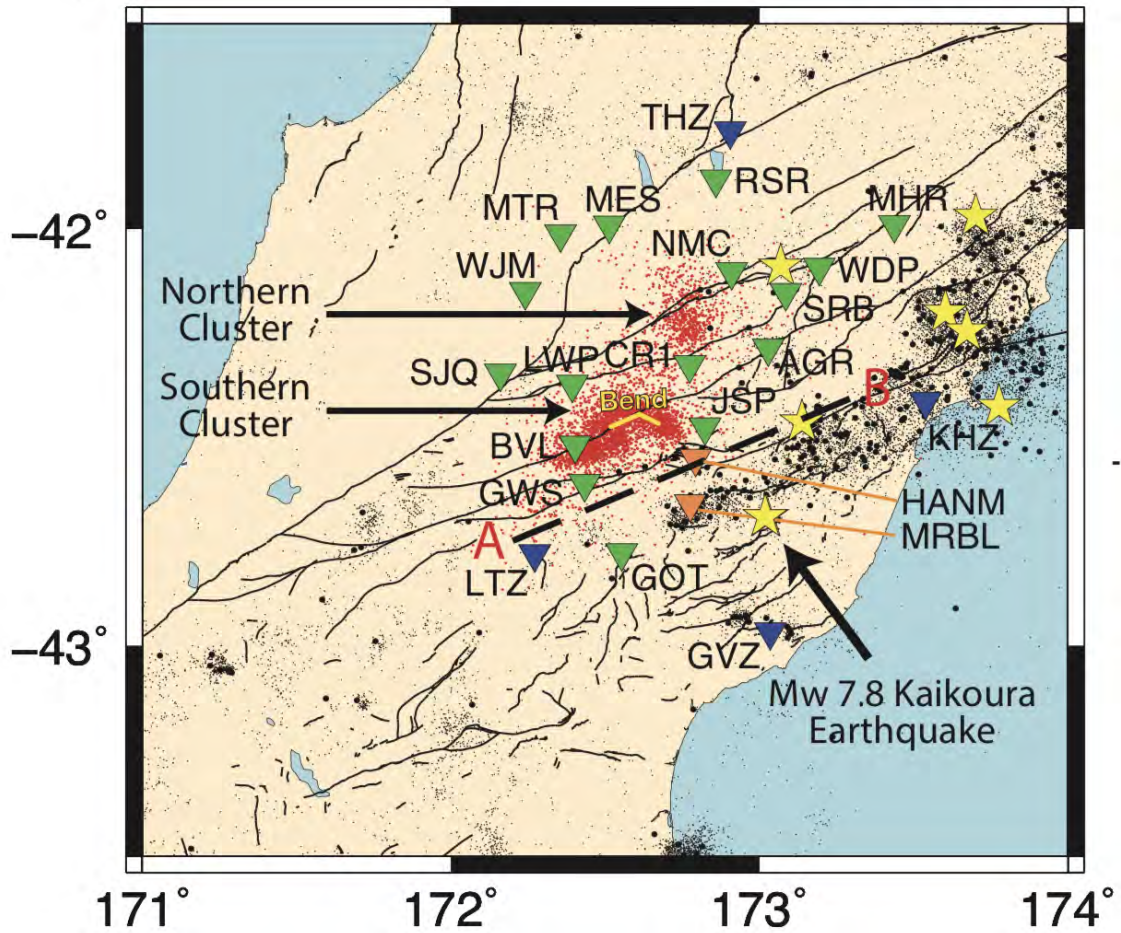 THZ
RSR
MES
MTR
MHR
−42°
NMC
WJM
WDP
Northern
Cluster
SRB
LWP
CR1
AGR
SJQ
Southern
Cluster
Bend
B
JSP
BVL
KHZ
GWS
HANM
MRBL
A
LTZ
GOT
−43°
GVZ
Mw 7.8 Kaikoura
Earthquake
171°
172°
173°
174°